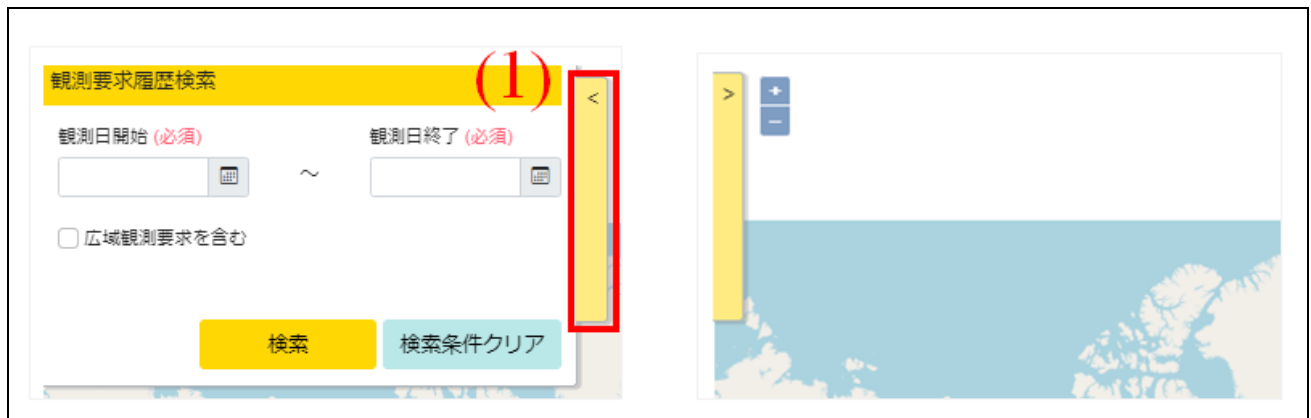 観測要求履歴検索
(1)
<
観測日開始 (必須)
観測日終了 (必須)
～
広域観測要求を含む
検索
検索条件クリア
>
+
−